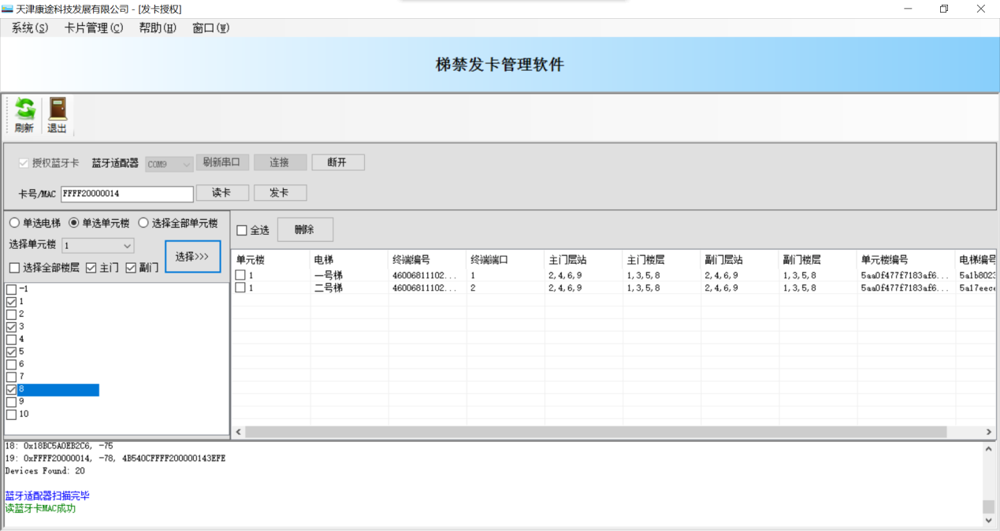 天津康途科技发展有限公司 - [发卡授权]
系统(S) 卡片管理(C) 帮助(H) 窗口(W)
梯禁发卡管理软件
刷新 退出
授权蓝牙卡 蓝牙适配器 COM9 刷新串口 连接 断开
卡号/MAC FFFF20000014 读卡 发卡
单选电梯 单选单元楼 选择全部单元楼
选择单元楼 1 选择>>>
选择全部楼层 主门 副门
-1
1
2
3
4
5
6
7
8
9
10
全选 删除
单元楼 电梯 终端编号 终端端口 主门层站 主门楼层 副门层站 副门楼层 单元楼编号 电梯编号
1 一号梯 46006811102... 1 2,4,6,9 1,3,5,8 2,4,6,9 1,3,5,8 5aa0f477f7183af6... 5a1b8023
1 二号梯 46006811102... 2 2,4,6,9 1,3,5,8 2,4,6,9 1,3,5,8 5aa0f477f7183af6... 5a17eece
18: 0x18BC5A0EB2C6, -75
19: 0xFFFF20000014, -78, 4B540CFFFF200000143EFE
Devices Found: 20
蓝牙适配器扫描完毕
读蓝牙卡MAC成功